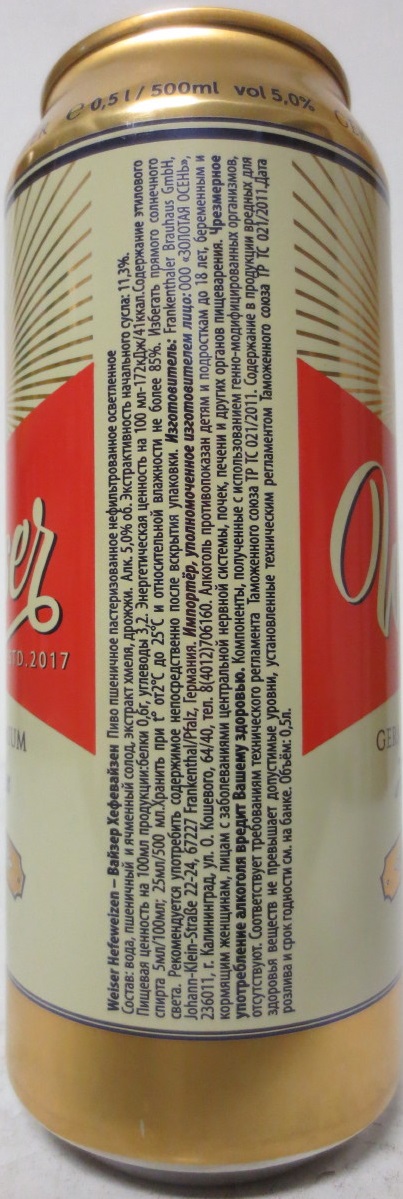 ℮ 0,5 l / 500ml vol 5,0%
Weiser Hefeweizen – Вайзер Хефевайзен Пиво пшеничное пастеризованное нефильтрованное осветленное
Состав: вода, пшеничный и ячменный солод, экстракт хмеля, дрожжи. Алк. 5,0% об. Экстрактивность начального сусла: 11,3%.
Пищевая ценность на 100мл продукции:белки 0,6г, углеводы 3,2. Энергетическая ценность на 100 мл-172кДж/41ккал.Содержание этилового
спирта 5мл/100мл; 25мл/500 мл.Хранить при t° от2°С до 25°С и относительной влажности не более 85%. Избегать прямого солнечного
света. Рекомендуется употребить содержимое непосредственно после вскрытия упаковки. Изготовитель: Frankenthaler Brauhaus GmbH,
Johann-Klein-Straße 22-24, 67227 Frankenthal/Pfalz, Германия. Импортёр, уполномоченное изготовителем лицо: ООО «ЗОЛОТАЯ ОСЕНЬ»,
236011, г. Калининград, ул. О. Кошевого, 64/40, тел. 8(4012)706160. Алкоголь противопоказан детям и подросткам до 18 лет, беременным и
кормящим женщинам, лицам с заболеваниями центральной нервной системы, почек, печени и других органов пищеварения. Чрезмерное
употребление алкоголя вредит Вашему здоровью. Компоненты, полученные с использованием генно-модифицированных организмов,
отсутствуют. Соответствует требованиям технического регламента Таможенного союза ТР ТС 021/2011. Содержание в продукции вредных для
здоровья веществ не превышает допустимые уровни, установленные техническим регламентом Таможенного союза ТР ТС 021/2011.Дата
розлива и срок годности см. на банке. Объём: 0,5л.
TD.2017